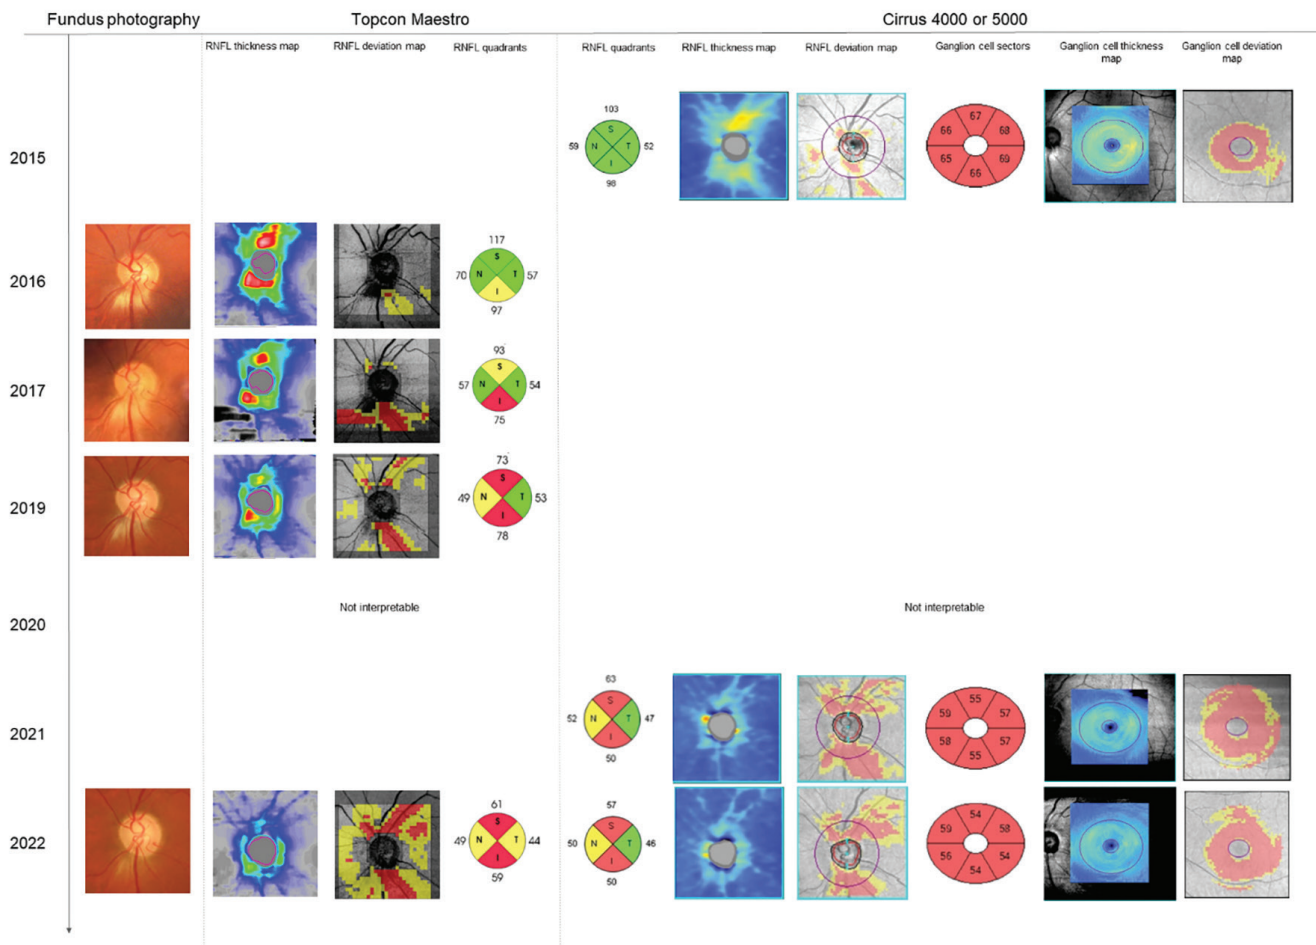 Fundus photography Topcon Maestro Cirrus 4000 or 5000
RNFL thickness map RNFL deviation map RNFL quadrants RNFL quadrants RNFL thickness map RNFL deviation map Ganglion cell sectors Ganglion cell thickness map Ganglion cell deviation map
2015
103
S
59 N T 52
I
98
67
66 68
65 69
66
2016
117
S
70 N T 57
I
97
2017
93
S
57 N T 54
I
75
2019
73
S
49 N T 53
I
78
2020
Not interpretable Not interpretable
2021
63
S
52 N T 47
I
50
55
59 57
58 57
55
2022
61
S
49 N T 44
I
59
57
S
50 N T 46
I
50
54
59 58
56 54
54